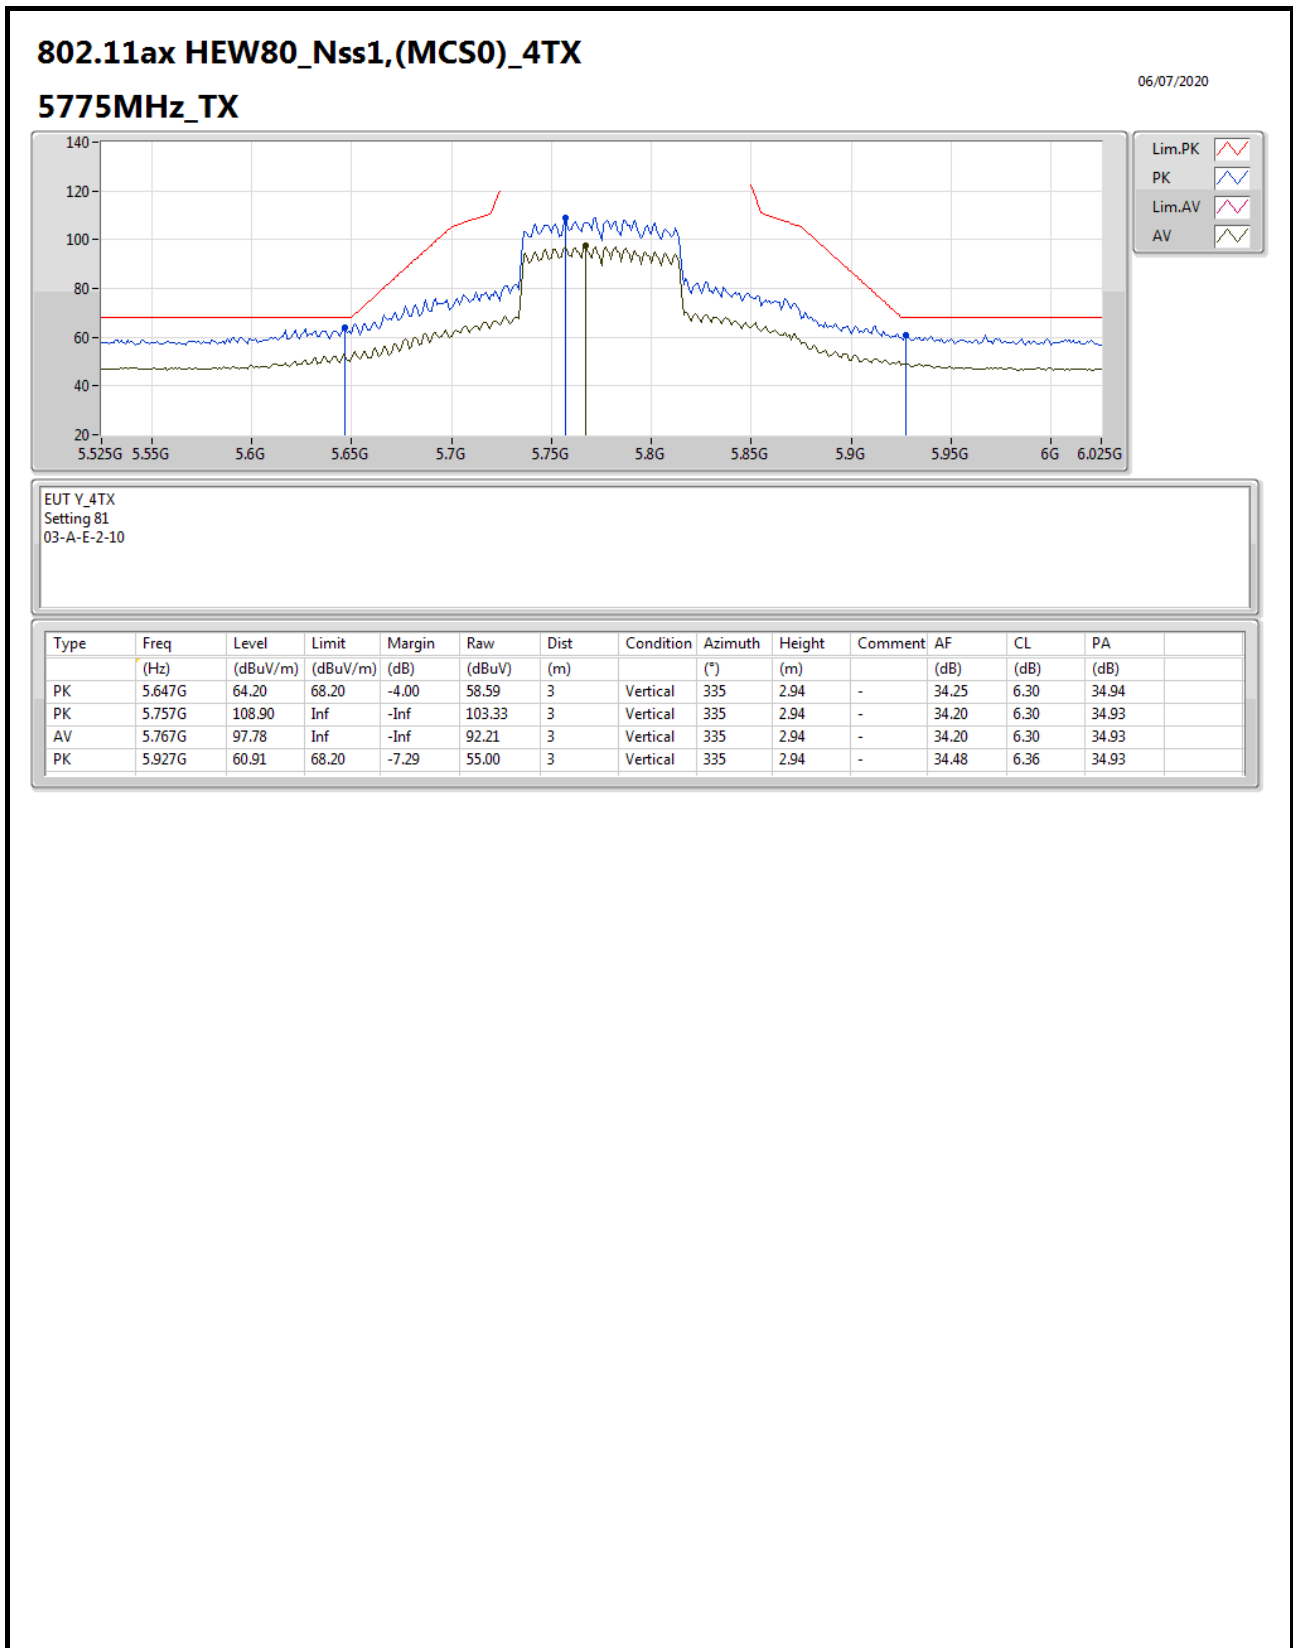 802.11ax HEW80_Nss1,(MCS0)_4TX
06/07/2020
5775MHz_TX
140
120
100
80
60
40
20
5.525G 5.55G 5.6G 5.65G 5.7G 5.75G 5.8G 5.85G 5.9G 5.95G 6G 6.025G
Lim.PK
PK
Lim.AV
AV
EUT Y_4TX
Setting 81
03-A-E-2-10
Type Freq Level Limit Margin Raw Dist Condition Azimuth Height Comment AF CL PA
(Hz) (dBuV/m) (dBuV/m) (dB) (dBuV) (m) (°) (m) (dB) (dB) (dB)
PK 5.647G 64.20 68.20 -4.00 58.59 3 Vertical 335 2.94 - 34.25 6.30 34.94
PK 5.757G 108.90 Inf -Inf 103.33 3 Vertical 335 2.94 - 34.20 6.30 34.93
AV 5.767G 97.78 Inf -Inf 92.21 3 Vertical 335 2.94 - 34.20 6.30 34.93
PK 5.927G 60.91 68.20 -7.29 55.00 3 Vertical 335 2.94 - 34.48 6.36 34.93